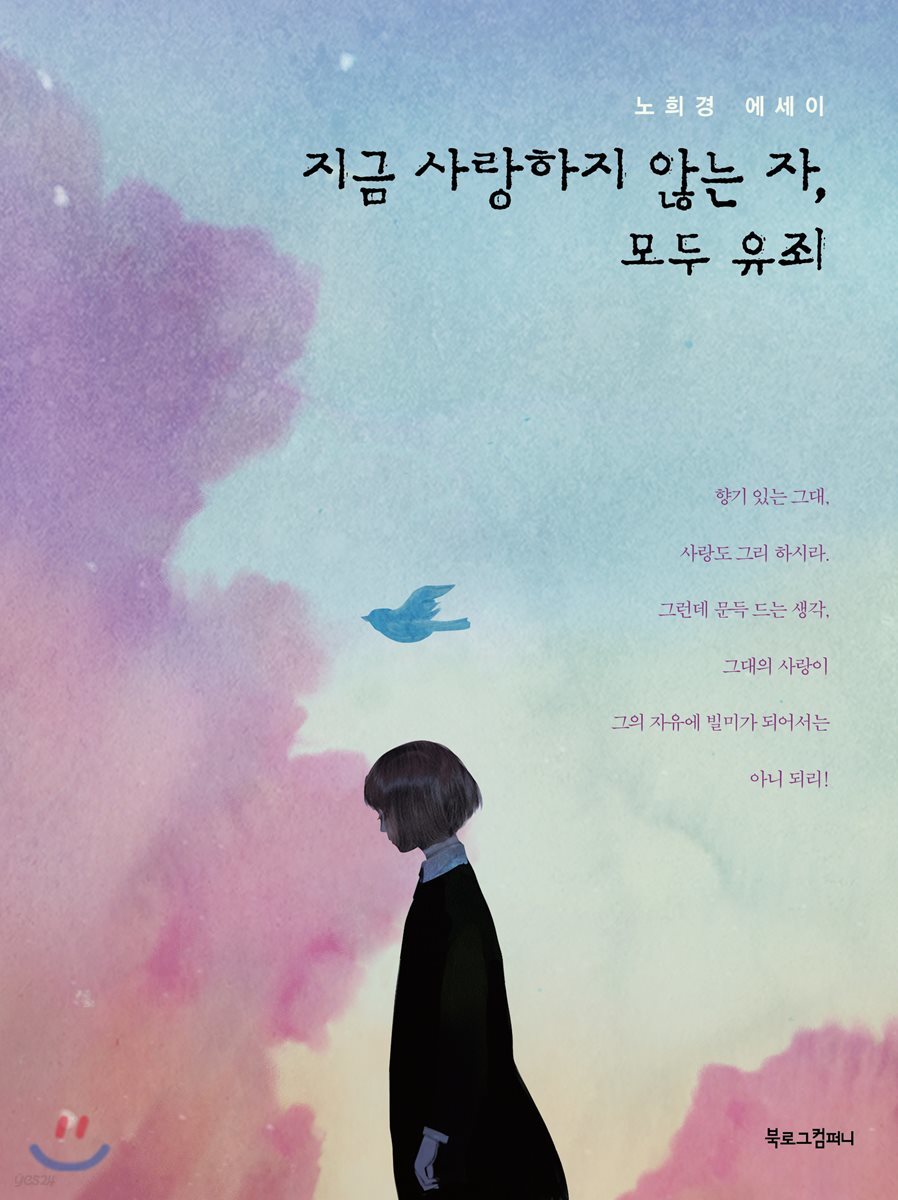 노희경 에세이
지금 사랑하지 않는 자,
모두 유죄
향기 있는 그대,
사랑도 그리 하시라.
그런데 문득 드는 생각,
그대의 사랑이
그의 자유에 빌미가 되어서는
아니 되리!
북로그컴퍼니
yes24